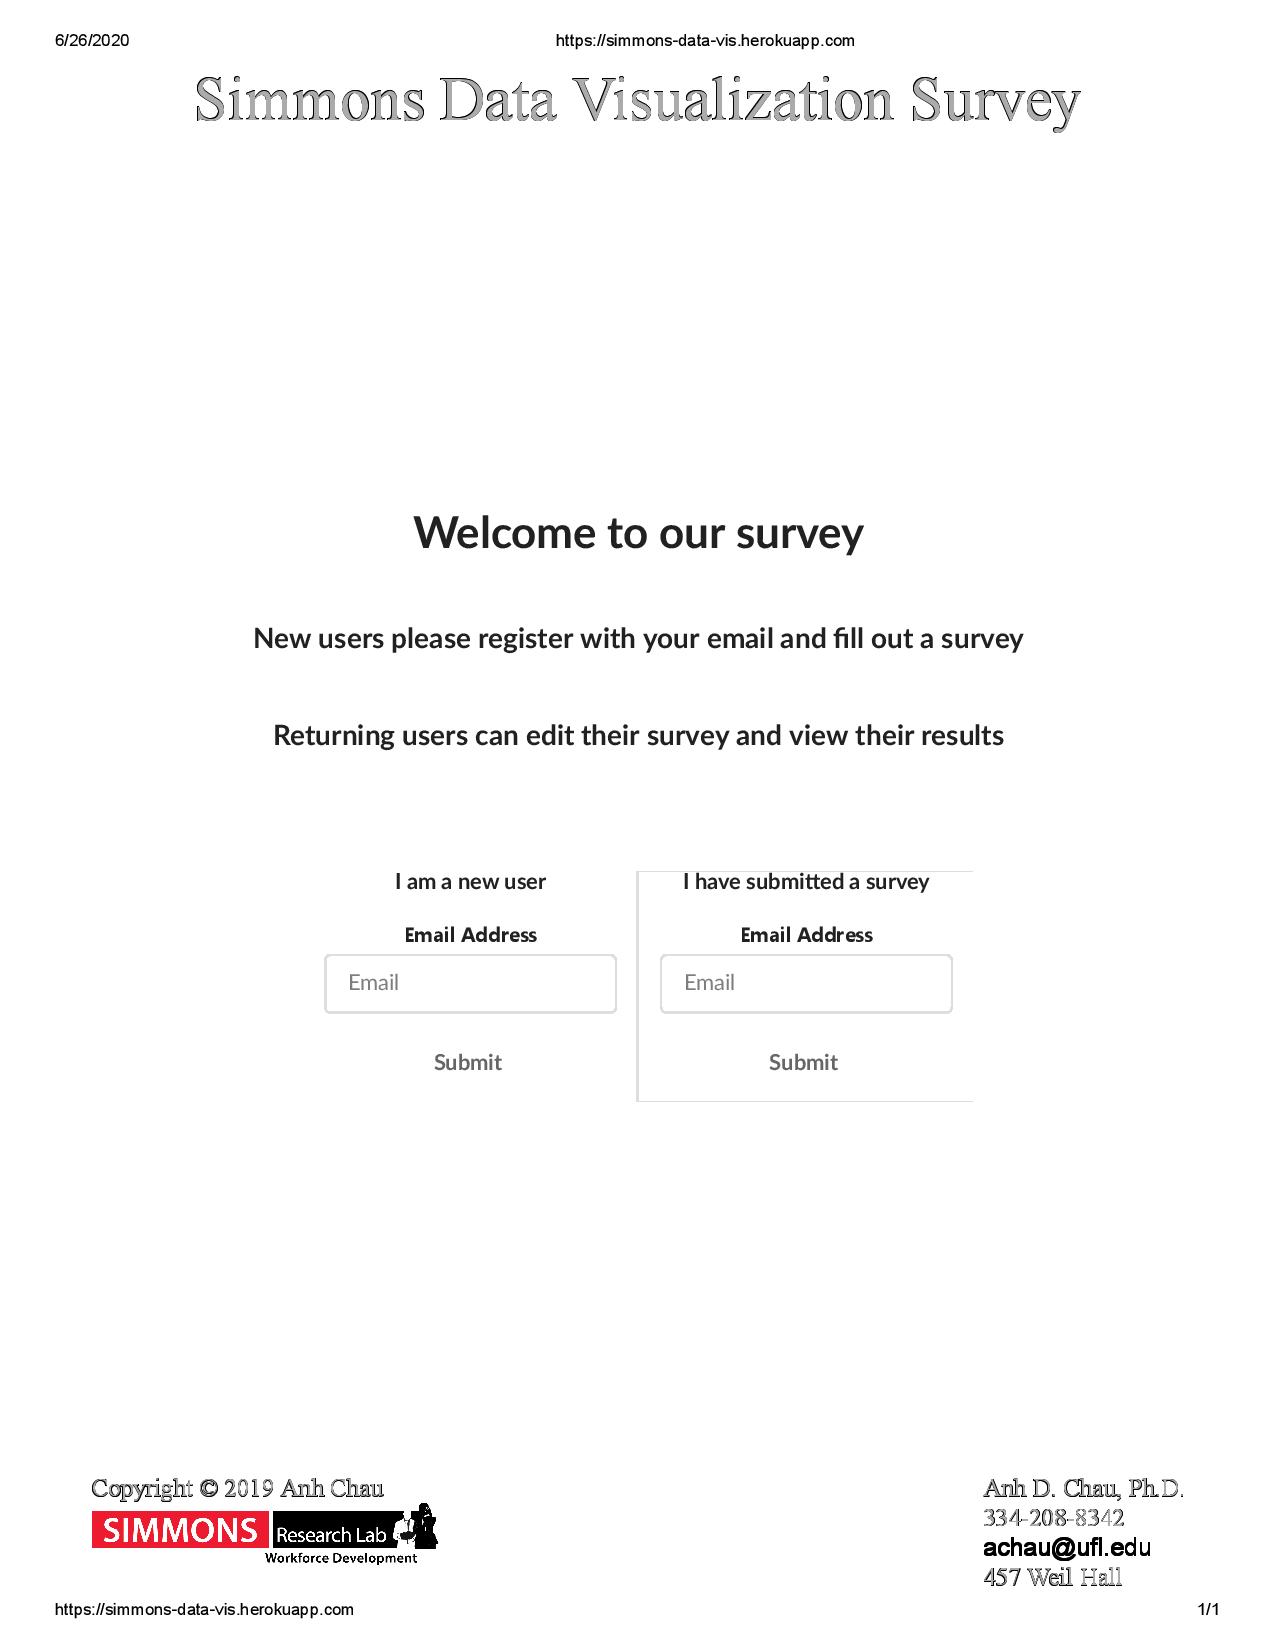 6/26/2020 https://simmons-data-vis.herokuapp.com
Simmons Data Visualization Survey
Welcome to our survey
New users please register with your email and fill out a survey
Returning users can edit their survey and view their results
I am a new user
Email Address
Email
Submit
I have submitted a survey
Email Address
Email
Submit
Copyright © 2019 Anh Chau
SIMMONS Research Lab
Workforce Development
Anh D. Chau, Ph.D.
334-208-8342
achau@ufl.edu
457 Weil Hall
https://simmons-data-vis.herokuapp.com 1/1